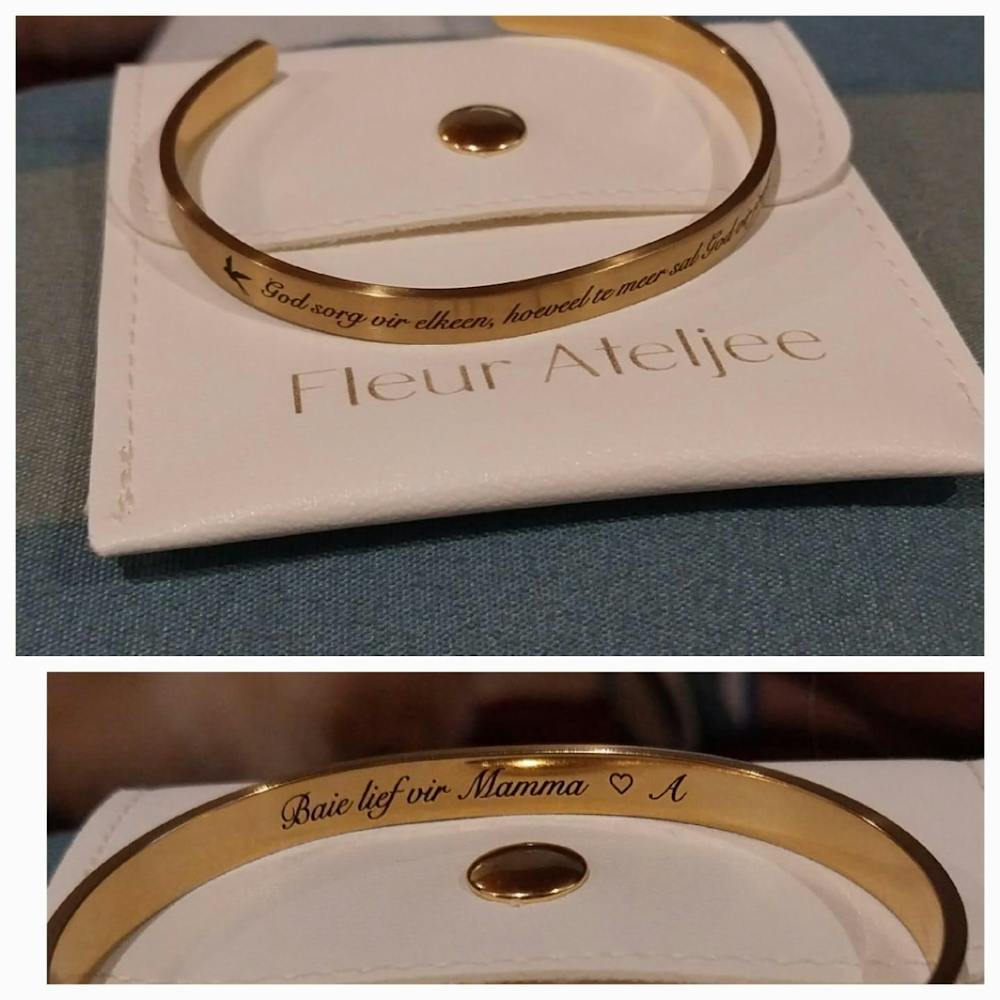 God sorg vir elkeen, hoeveel te meer sal God
Fleur Ateljee
Baie lief vir Mamma ♡ A